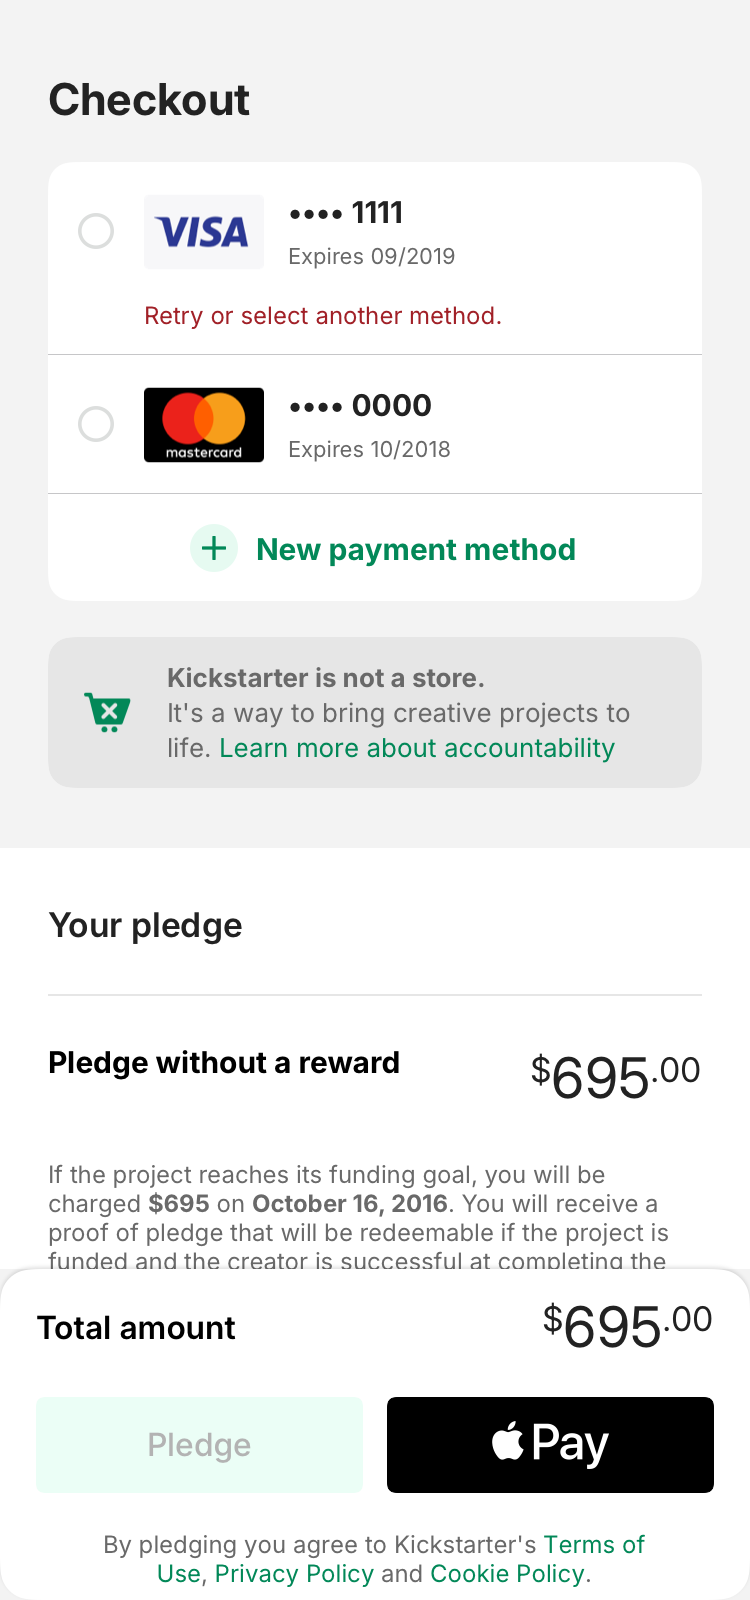 Checkout
VISA
•••• 1111
Expires 09/2019
Retry or select another method.
•••• 0000
mastercard
Expires 10/2018
New payment method
Kickstarter is not a store.
It's a way to bring creative projects to
life. Learn more about accountability
Your pledge
Pledge without a reward
$695.00
If the project reaches its funding goal, you will be
charged $695 on October 16, 2016. You will receive a
proof of pledge that will be redeemable if the project is
funded and the creator is successful at completing the
Total amount
$695.00
Pledge
Pay
By pledging you agree to Kickstarter's Terms of
Use, Privacy Policy and Cookie Policy.